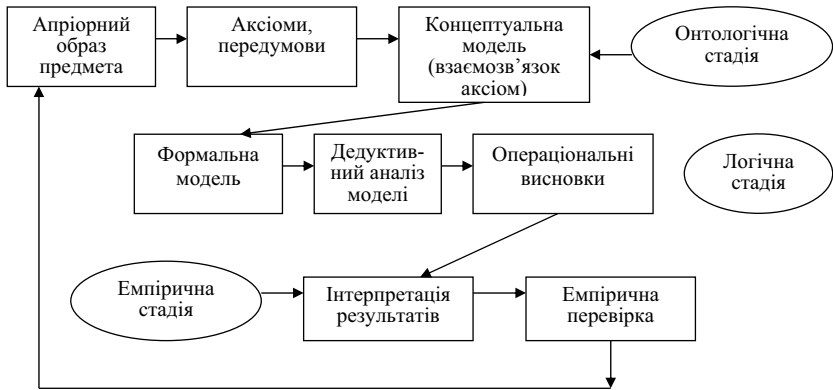 Апріорний
образ
предмета
Аксіоми,
передумови
Концептуальна
модель
(взаємозв’язок
аксіом)
Онтологічна
стадія
Формальна
модель
Дедуктив-
ний аналіз
моделі
Операціональні
висновки
Логічна
стадія
Емпірична
стадія
Інтерпретація
результатів
Емпірична
перевірка